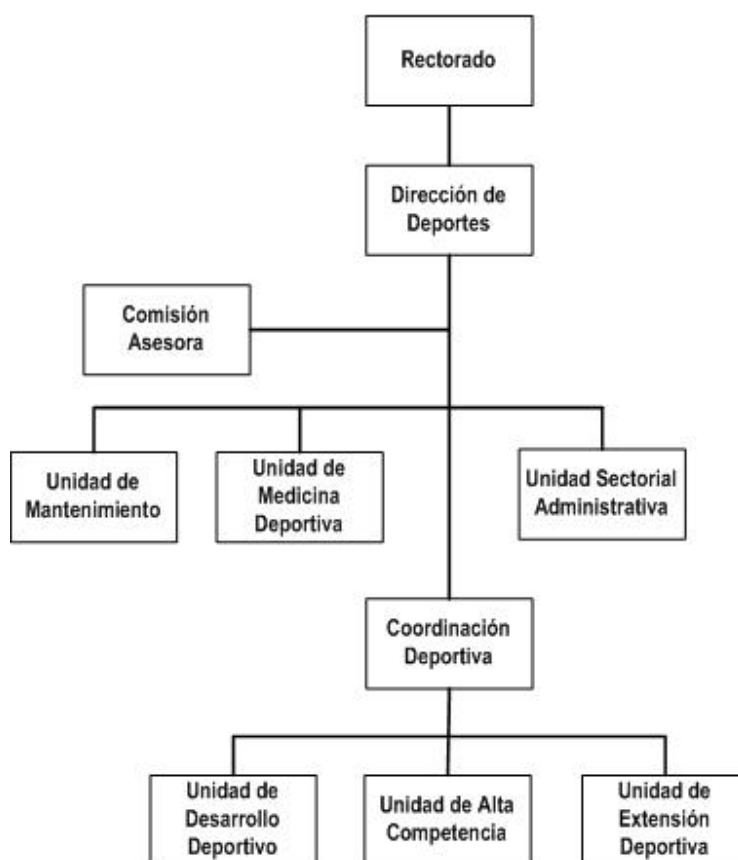 Rectorado
Dirección de
Deportes
Comisión
Asesora
Unidad de
Mantenimiento
Unidad de
Medicina
Deportiva
Unidad Sectorial
Administrativa
Coordinación
Deportiva
Unidad de
Desarrollo
Deportivo
Unidad de Alta
Competencia
Unidad de
Extensión
Deportiva